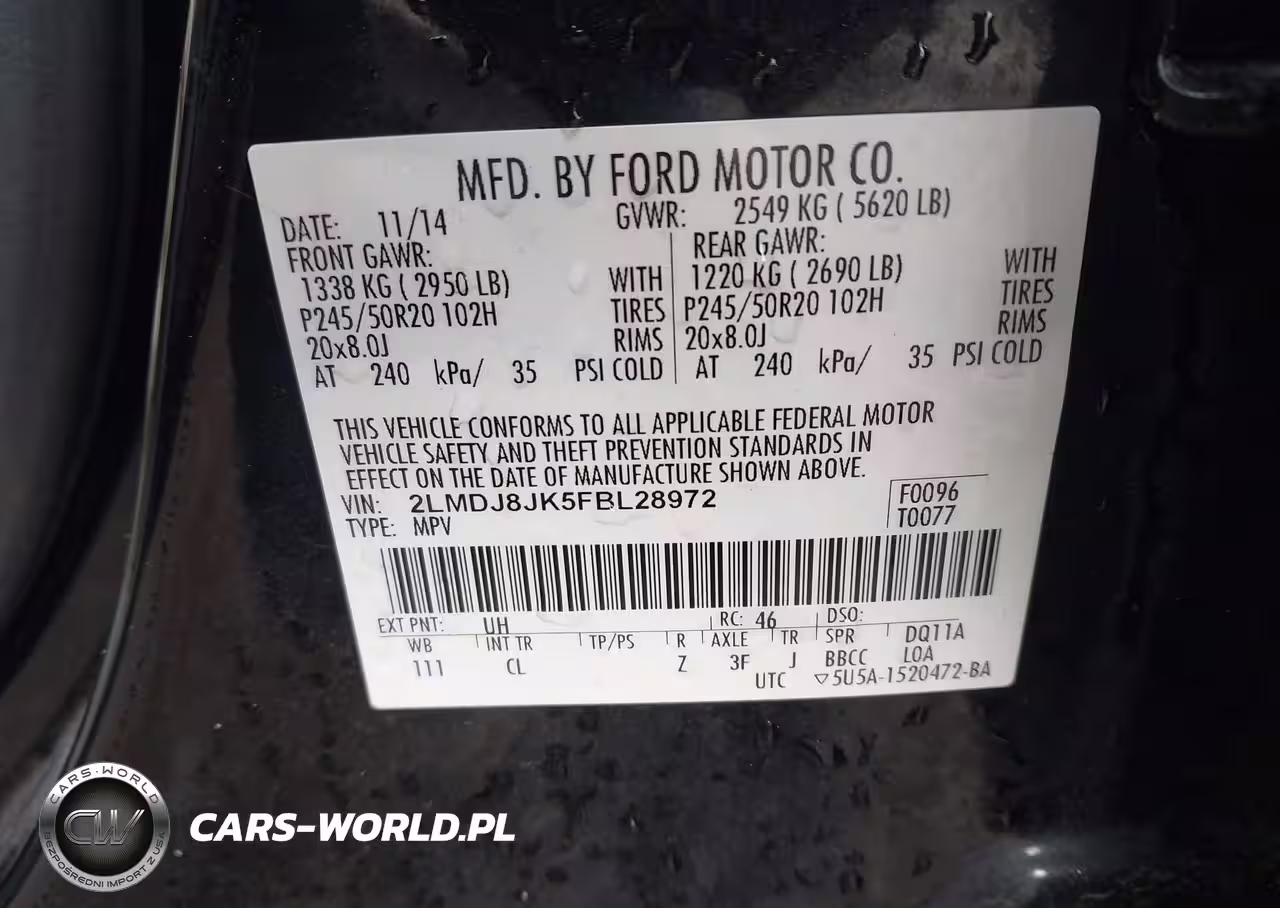 MFD. BY FORD MOTOR CO.
DATE: 11/14 GVWR: 2549 KG ( 5620 LB)
FRONT GAWR: REAR GAWR:
1338 KG ( 2950 LB) WITH 1220 KG ( 2690 LB) WITH
P245/50R20 102H TIRES P245/50R20 102H TIRES
20x8.0J RIMS 20x8.0J RIMS
AT 240 kPa/ 35 PSI COLD AT 240 kPa/ 35 PSI COLD
THIS VEHICLE CONFORMS TO ALL APPLICABLE FEDERAL MOTOR
VEHICLE SAFETY AND THEFT PREVENTION STANDARDS IN
EFFECT ON THE DATE OF MANUFACTURE SHOWN ABOVE.
VIN: 2LMDJ8JK5FBL28972 F0096
TYPE: MPV T0077
EXT PNT: UH RC: 46 DSO:
WB INT TR TP/PS R AXLE TR SPR DQ11A
111 CL Z 3F J BBCC LOA
UTC ▽5U5A-1520472-BA
CARS-WORLD
CW
BEZPOŚREDNI IMPORT Z USA
CARS-WORLD.PL